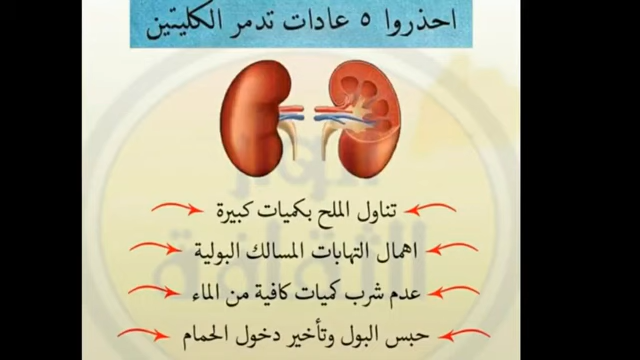 احذروا ٥ عادات تدمر الكليتين
تناول الملح بكميات كبيرة
اهمال التهابات المسالك البولية
عدم شرب كميات كافية من الماء
حبس البول وتأخير دخول الحمام